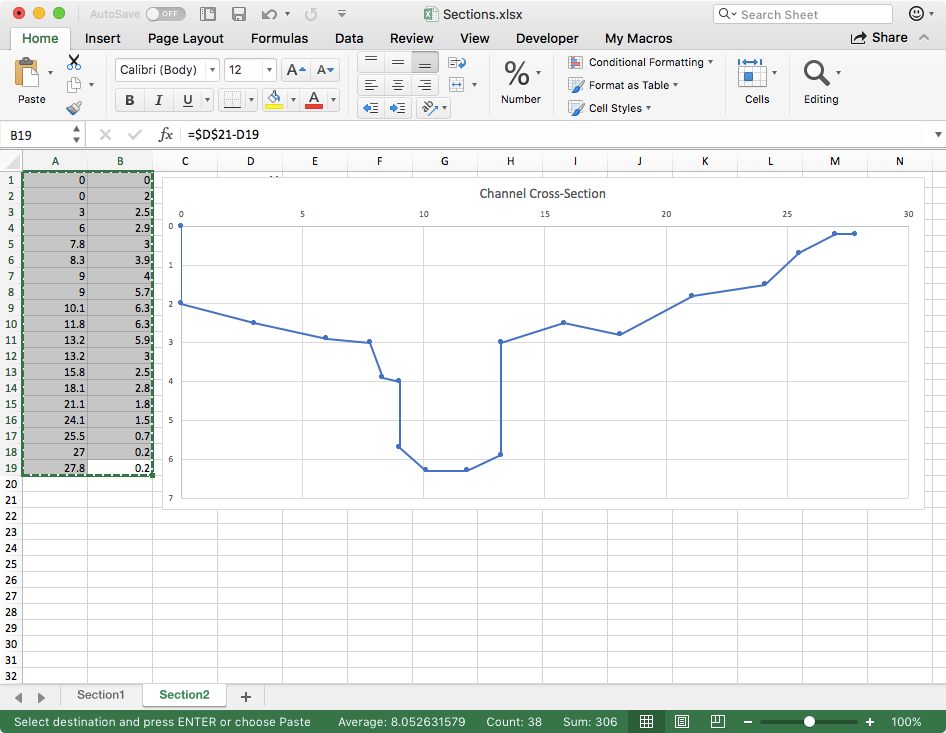 AutoSave OFF Sections.xlsx Search Sheet
Home Insert Page Layout Formulas Data Review View Developer My Macros Share
Paste Calibri (Body) 12 A A B I U A % Number Conditional Formatting Format as Table Cell Styles Cells Editing
B19 fx =$D$21-D19
A B C D E F G H I J K L M N
1 0 0
2 0 2
3 3 2.5
4 6 2.9
5 7.8 3
6 8.3 3.9
7 9 4
8 9 5.7
9 10.1 6.3
10 11.8 6.3
11 13.2 5.9
12 13.2 3
13 15.8 2.5
14 18.1 2.8
15 21.1 1.8
16 24.1 1.5
17 25.5 0.7
18 27 0.2
19 27.8 0.2
20
21
22
23
24
25
26
27
28
29
30
31
32
Channel Cross-Section
0 5 10 15 20 25 30
0
1
2
3
4
5
6
7
Section1 Section2 +
Select destination and press ENTER or choose Paste Average: 8.052631579 Count: 38 Sum: 306 − + 100%